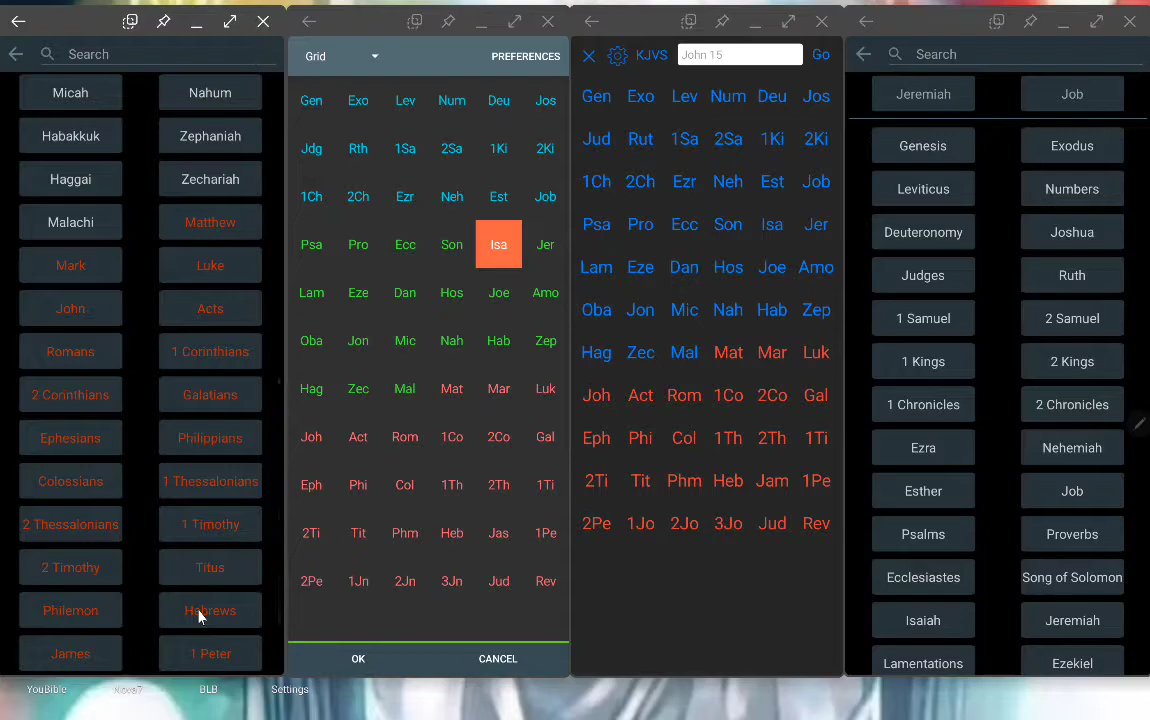 Search
Micah Nahum
Habakkuk Zephaniah
Haggai Zechariah
Malachi Matthew
Mark Luke
John Acts
Romans 1 Corinthians
2 Corinthians Galatians
Ephesians Philippians
Colossians 1 Thessalonians
2 Thessalonians 1 Timothy
2 Timothy Titus
Philemon Hebrews
James 1 Peter
Grid PREFERENCES
Gen Exo Lev Num Deu Jos
Jdg Rth 1Sa 2Sa 1Ki 2Ki
1Ch 2Ch Ezr Neh Est Job
Psa Pro Ecc Son Isa Jer
Lam Eze Dan Hos Joe Amo
Oba Jon Mic Nah Hab Zep
Hag Zec Mal Mat Mar Luk
Joh Act Rom 1Co 2Co Gal
Eph Phi Col 1Th 2Th 1Ti
2Ti Tit Phm Heb Jas 1Pe
2Pe 1Jn 2Jn 3Jn Jud Rev
OK CANCEL
KJVS John 15 Go
Gen Exo Lev Num Deu Jos
Jud Rut 1Sa 2Sa 1Ki 2Ki
1Ch 2Ch Ezr Neh Est Job
Psa Pro Ecc Son Isa Jer
Lam Eze Dan Hos Joe Amo
Oba Jon Mic Nah Hab Zep
Hag Zec Mal Mat Mar Luk
Joh Act Rom 1Co 2Co Gal
Eph Phi Col 1Th 2Th 1Ti
2Ti Tit Phm Heb Jam 1Pe
2Pe 1Jo 2Jo 3Jo Jud Rev
Search
Jeremiah Job
Genesis Exodus
Leviticus Numbers
Deuteronomy Joshua
Judges Ruth
1 Samuel 2 Samuel
1 Kings 2 Kings
1 Chronicles 2 Chronicles
Ezra Nehemiah
Esther Job
Psalms Proverbs
Ecclesiastes Song of Solomon
Isaiah Jeremiah
Lamentations Ezekiel
YouBible Nova7 BLB Settings